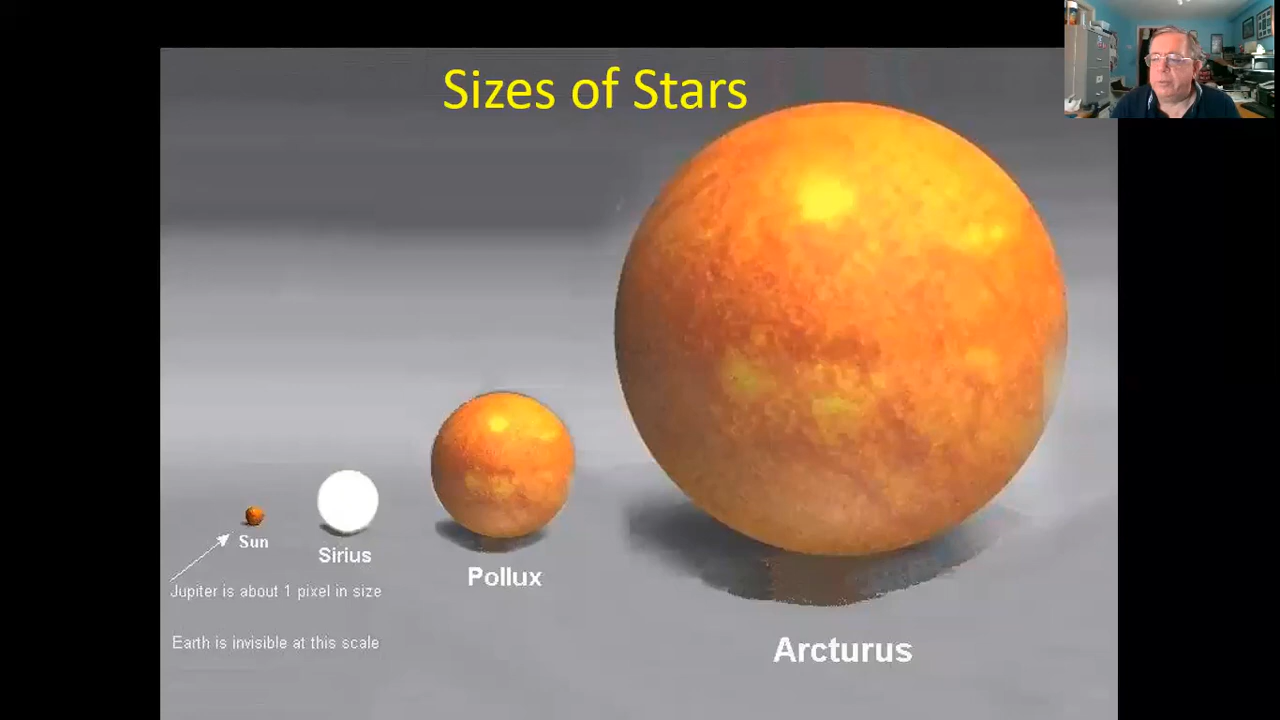 Sizes of Stars
Sun
Sirius
Jupiter is about 1 pixel in size
Pollux
Earth is invisible at this scale
Arcturus